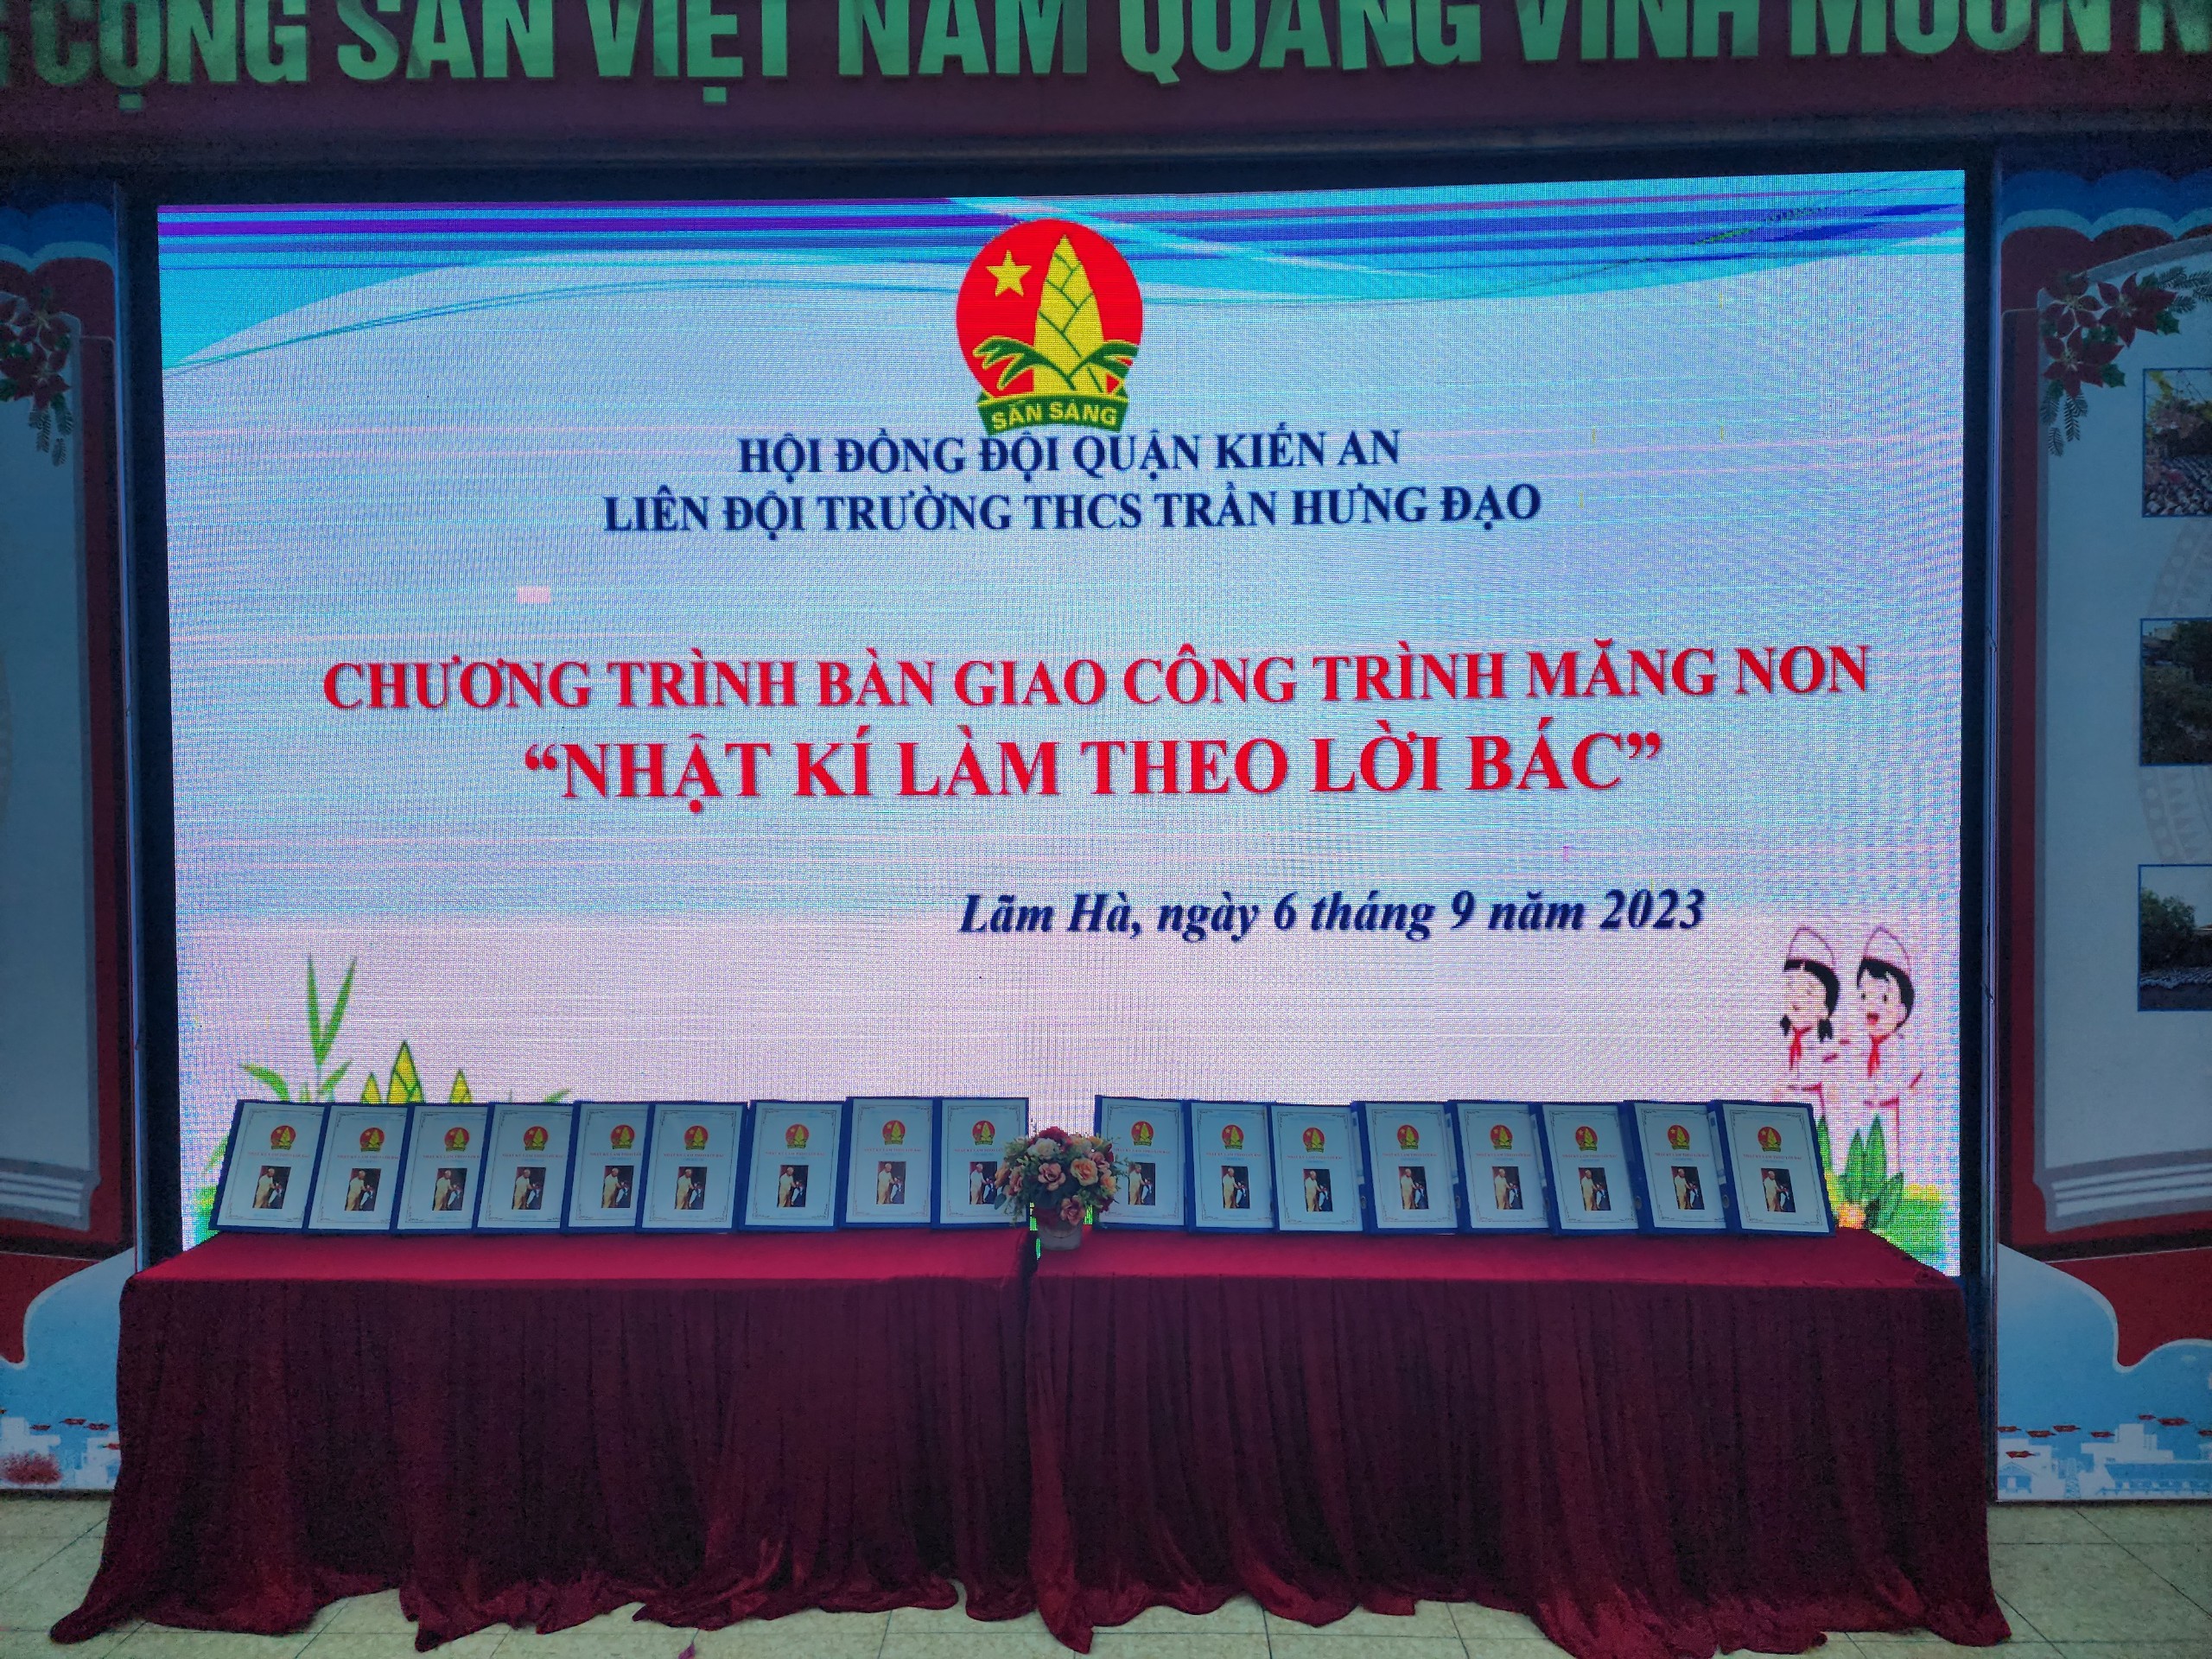 CỘNG SẢN VIỆT NAM QUANG VINH MUÔN N
SẴN SÀNG
HỘI ĐỒNG ĐỘI QUẬN KIẾN AN
LIÊN ĐỘI TRƯỜNG THCS TRẦN HƯNG ĐẠO
CHƯƠNG TRÌNH BÀN GIAO CÔNG TRÌNH MĂNG NON
“NHẬT KÍ LÀM THEO LỜI BÁC”
Lãm Hà, ngày 6 tháng 9 năm 2023